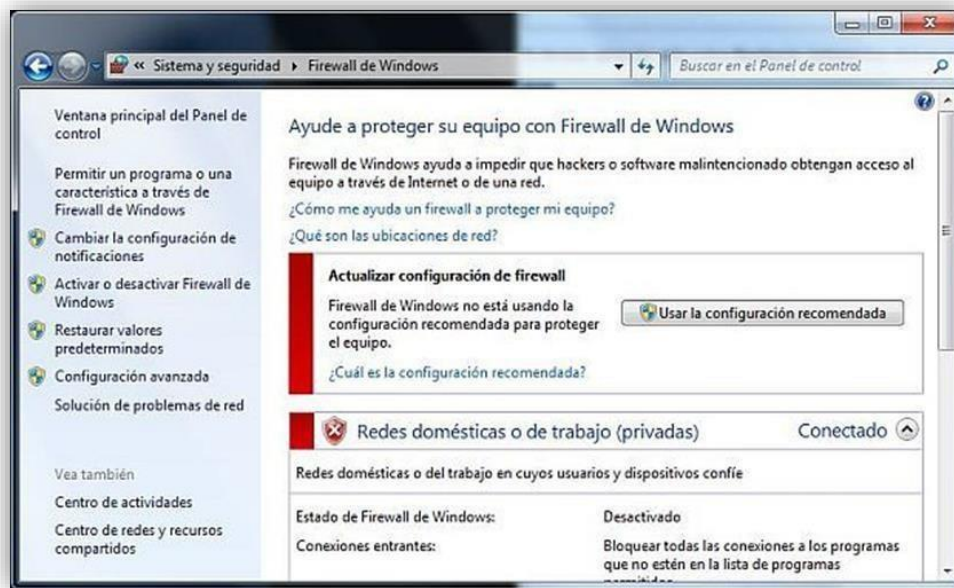 « Sistema y seguridad ▸ Firewall de Windows
Buscar en el Panel de control
Ventana principal del Panel de
control
Permitir un programa o una
característica a través de
Firewall de Windows
Cambiar la configuración de
notificaciones
Activar o desactivar Firewall de
Windows
Restaurar valores
predeterminados
Configuración avanzada
Solución de problemas de red
Vea también
Centro de actividades
Centro de redes y recursos
compartidos
Ayude a proteger su equipo con Firewall de Windows
Firewall de Windows ayuda a impedir que hackers o software malintencionado obtengan acceso al
equipo a través de Internet o de una red.
¿Cómo me ayuda un firewall a proteger mi equipo?
¿Qué son las ubicaciones de red?
Actualizar configuración de firewall
Firewall de Windows no está usando la
configuración recomendada para proteger
el equipo.
Usar la configuración recomendada
¿Cuál es la configuración recomendada?
Redes domésticas o de trabajo (privadas)
Conectado
Redes domésticas o del trabajo en cuyos usuarios y dispositivos confíe
Estado de Firewall de Windows:
Desactivado
Conexiones entrantes:
Bloquear todas las conexiones a los programas
que no estén en la lista de programas